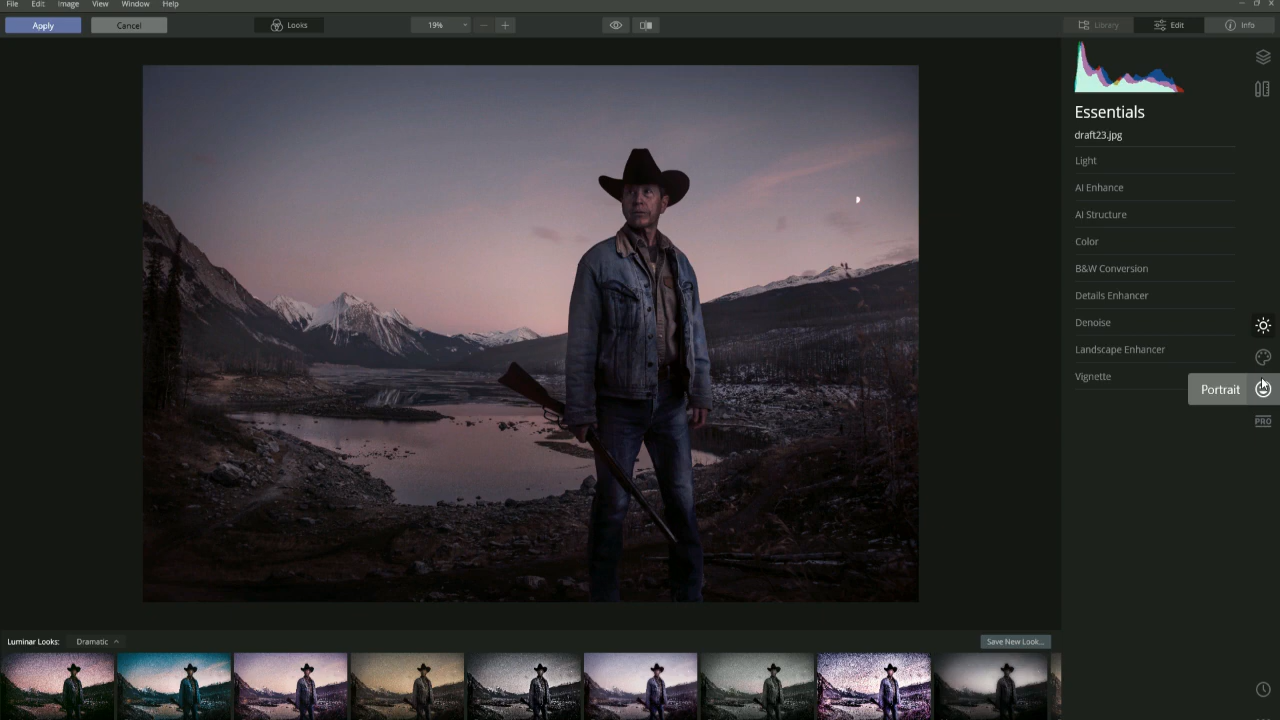 File Edit Image View Window Help
Apply Cancel Looks 19% Library Edit Info
Essentials
draft23.jpg
Light
AI Enhance
AI Structure
Color
B&W Conversion
Details Enhancer
Denoise
Landscape Enhancer
Vignette
Portrait
PRO
Luminar Looks: Dramatic Save New Look...